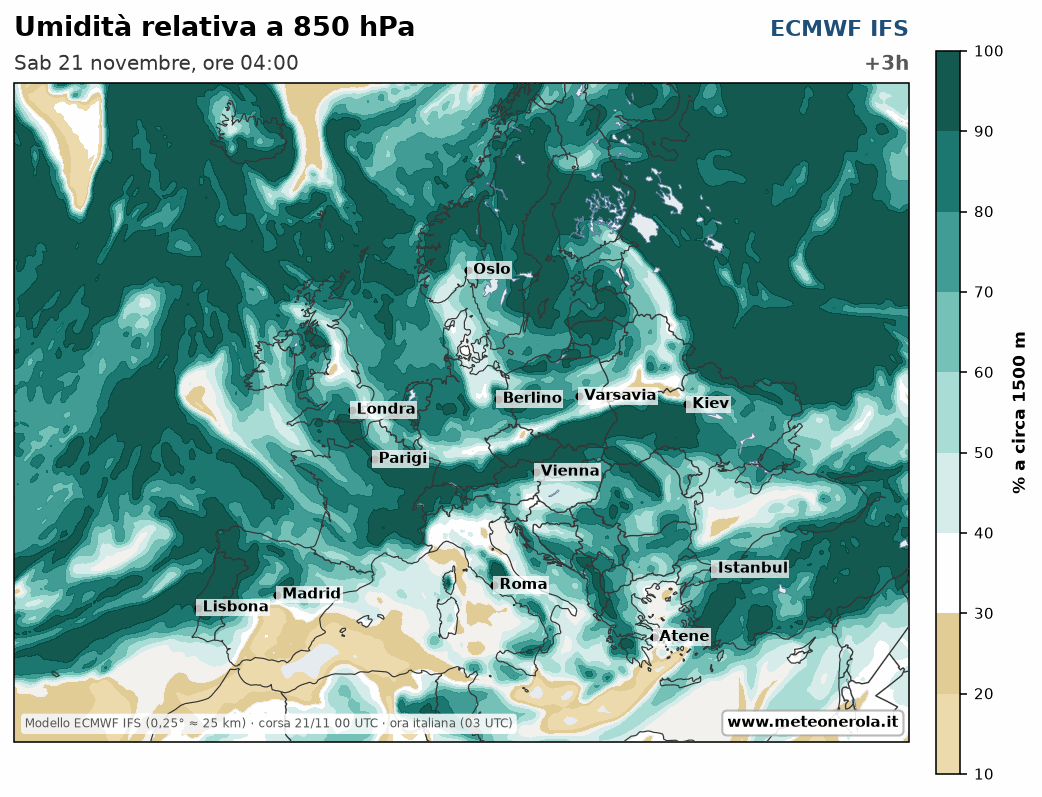 Umidità relativa a 850 hPa
ECMWF IFS
Sab 21 novembre, ore 04:00
+3h
100
90
80
70
60
50
40
30
20
10
% a circa 1500 m
Oslo
Berlino
Varsavia
Kiev
Londra
Parigi
Vienna
Istanbul
Roma
Madrid
Lisbona
Atene
Modello ECMWF IFS (0,25° ≈ 25 km) · corsa 21/11 00 UTC · ora italiana (03 UTC)
www.meteonerola.it